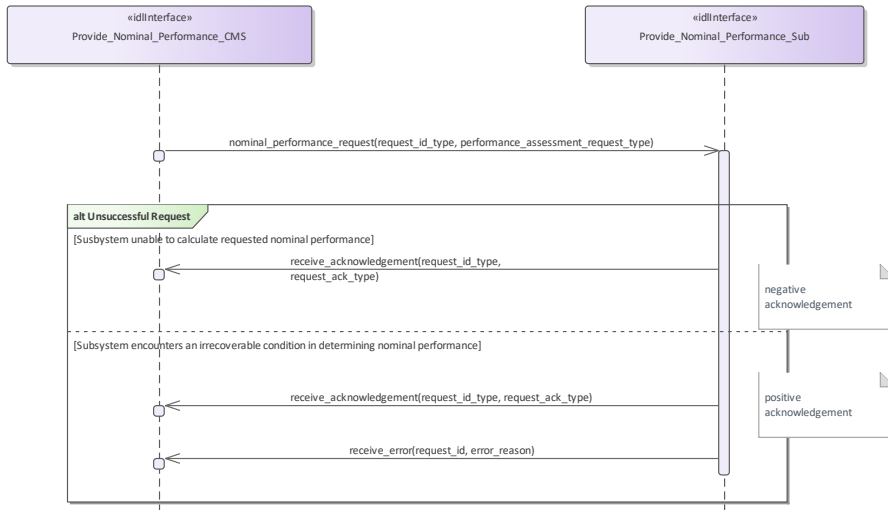 «idlInterface»
Provide_Nominal_Performance_CMS
«idlInterface»
Provide_Nominal_Performance_Sub
nominal_performance_request(request_id_type, performance_assessment_request_type)
alt Unsuccessful Request
[Susbystem unable to calculate requested nominal performance]
receive_acknowledgement(request_id_type,
request_ack_type)
negative
acknowledgement
[Subsystem encounters an irrecoverable condition in determining nominal performance]
receive_acknowledgement(request_id_type, request_ack_type)
positive
acknowledgement
receive_error(request_id, error_reason)